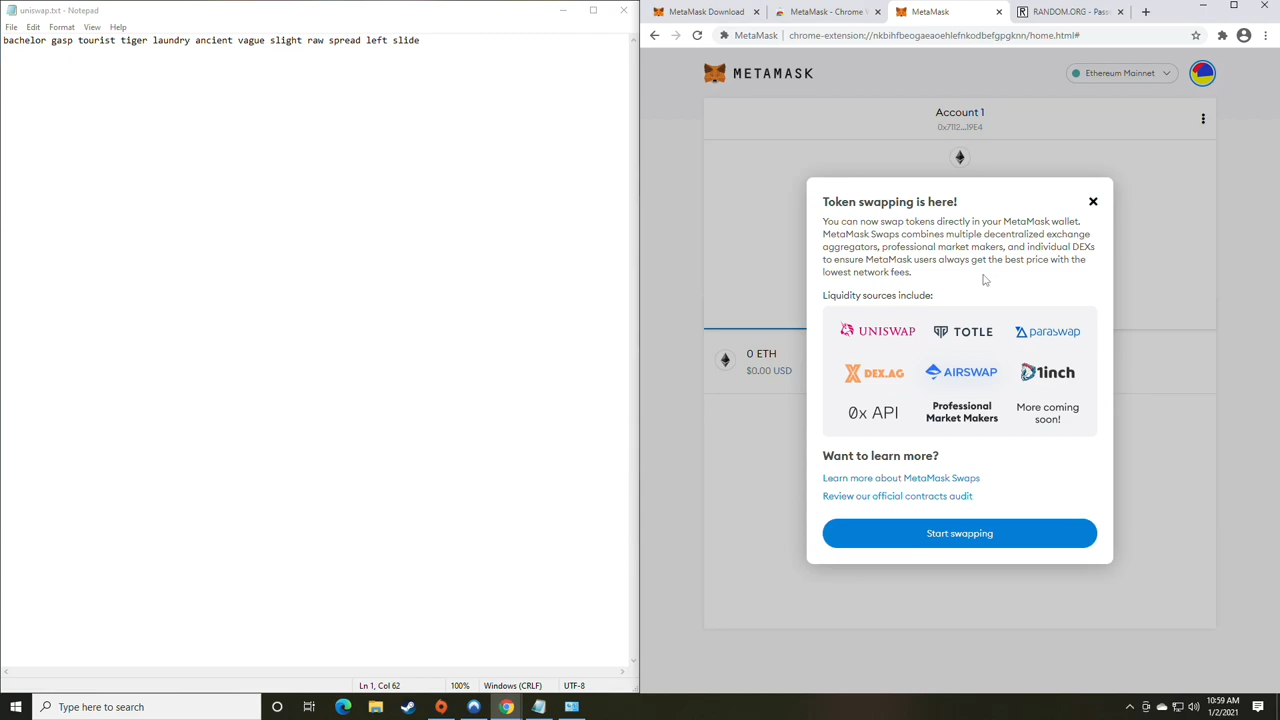 uniswap.txt - Notepad
File Edit Format View Help
bachelor gasp tourist tiger laundry ancient vague slight raw spread left slide
Ln 1, Col 62 100% Windows (CRLF) UTF-8
MetaMask Download
MetaMask - Chrome
MetaMask
RANDOM.ORG - Pass
MetaMask chrome-extension://nkbihfbeogaeaoehlefnkodbefgpgknn/home.html#
METAMASK
Ethereum Mainnet
Account 1
0x7112...19E4
Token swapping is here!
You can now swap tokens directly in your MetaMask wallet.
MetaMask Swaps combines multiple decentralized exchange
aggregators, professional market makers, and individual DEXs
to ensure MetaMask users always get the best price with the
lowest network fees.
Liquidity sources include:
UNISWAP TOTLE paraswap
DEX.AG AIRSWAP 1inch
0x API Professional Market Makers More coming soon!
0 ETH
$0.00 USD
Want to learn more?
Learn more about MetaMask Swaps
Review our official contracts audit
Start swapping
Type here to search
10:59 AM
1/2/2021